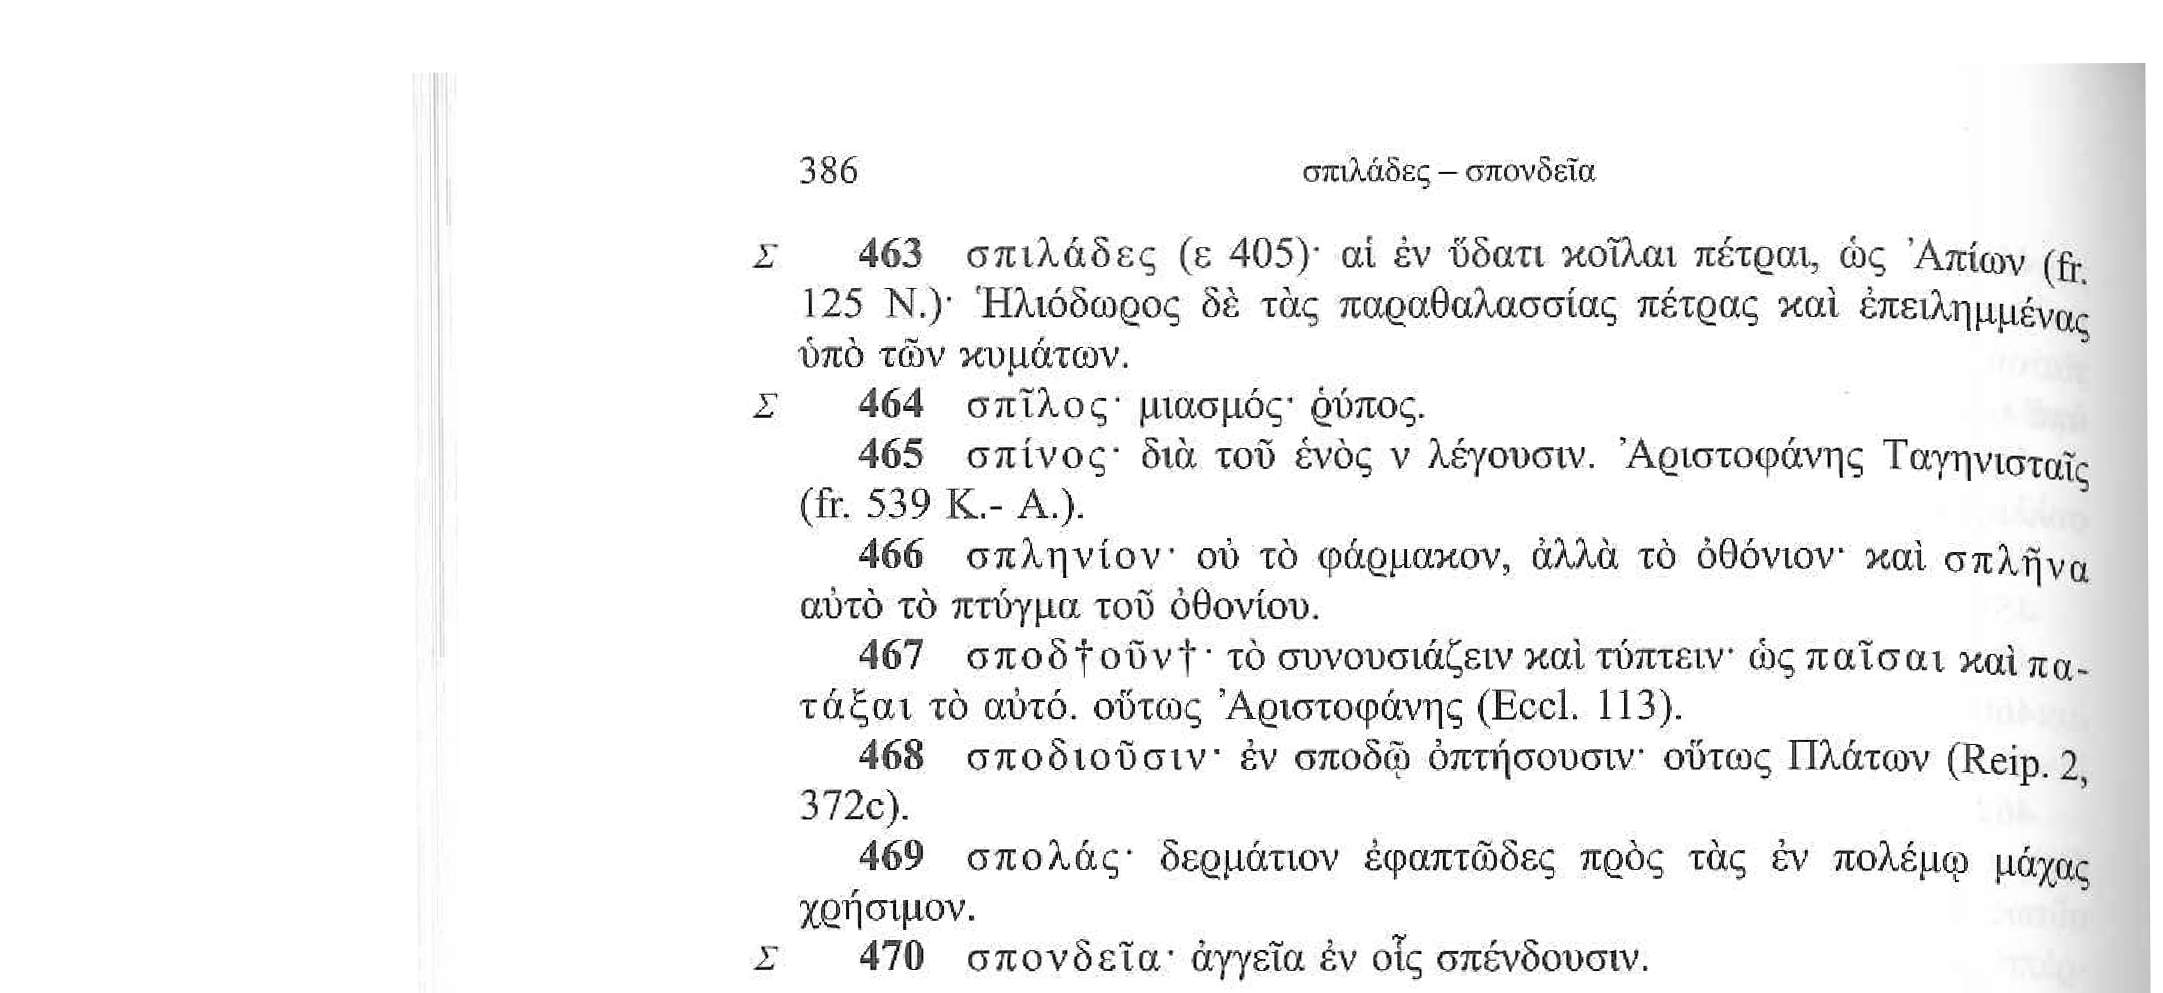 386 σπιλάδες – σπονδεῖα
Σ 463 σπιλάδες (ε 405)· αἱ ἐν ὕδατι κοῖλαι πέτραι, ὡς Ἀπίων (fr.
125 N.)· Ἡλιόδωρος δὲ τὰς παραθαλασσίας πέτρας καὶ ἐπειλημμένας
ὑπὸ τῶν κυμάτων.
Σ 464 σπῖλος· μιασμός· ῥύπος.
465 σπίνος· διὰ τοῦ ἑνὸς ν λέγουσιν. Ἀριστοφάνης Ταγηνισταῖς
(fr. 539 K.- A.).
466 σπληνίον· οὐ τὸ φάρμακον, ἀλλὰ τὸ ὀθόνιον· καὶ σπλῆνα
αὐτὸ τὸ πτύγμα τοῦ ὀθονίου.
467 σποδ†οῦν†· τὸ συνουσιάζειν καὶ τύπτειν· ὡς παῖσαι καὶ πα-
τάξαι τὸ αὐτό. οὕτως Ἀριστοφάνης (Eccl. 113).
468 σποδιοῦσιν· ἐν σποδῷ ὀπτήσουσιν· οὕτως Πλάτων (Reip. 2,
372c).
469 σπολάς· δερμάτιον ἐφαπτῶδες πρὸς τὰς ἐν πολέμῳ μάχας
χρήσιμον.
Σ 470 σπονδεῖα· ἀγγεῖα ἐν οἷς σπένδουσιν.